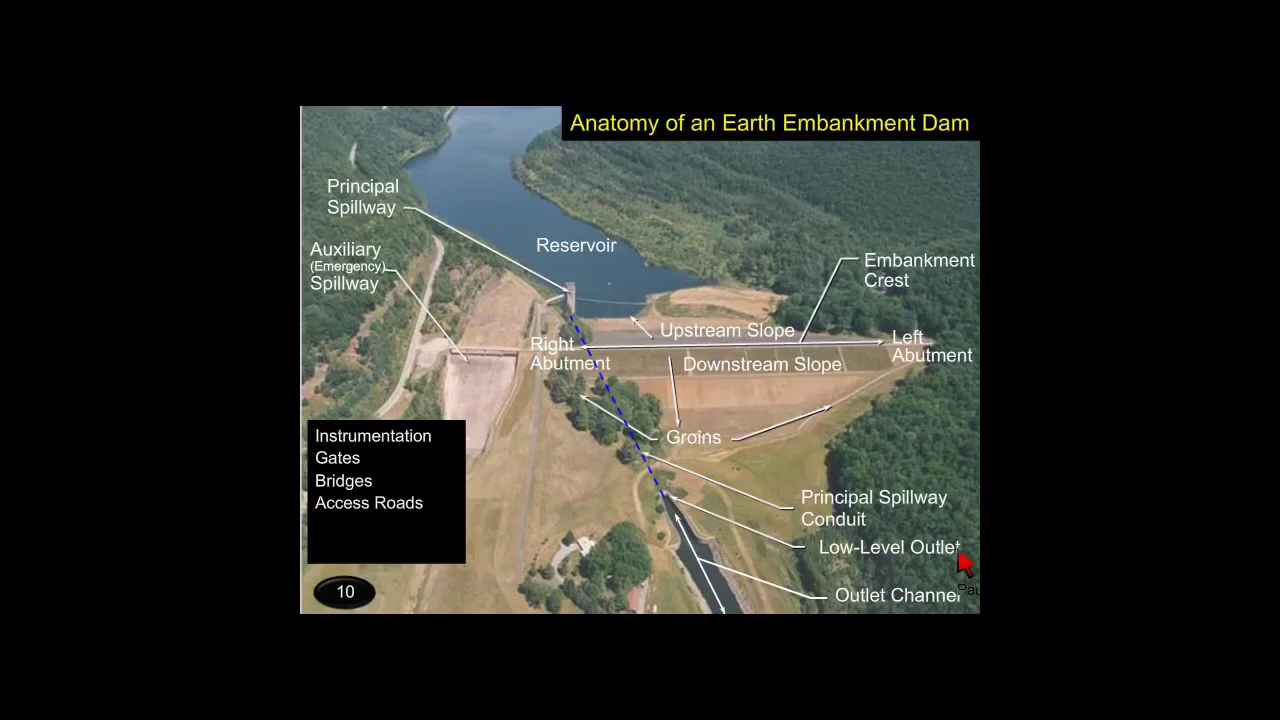 Anatomy of an Earth Embankment Dam
Principal
Spillway
Auxiliary
(Emergency)
Spillway
Reservoir
Embankment
Crest
Upstream Slope
Right
Abutment
Left
Abutment
Downstream Slope
Groins
Instrumentation
Gates
Bridges
Access Roads
Principal Spillway
Conduit
Low-Level Outlet
Outlet Channel
10